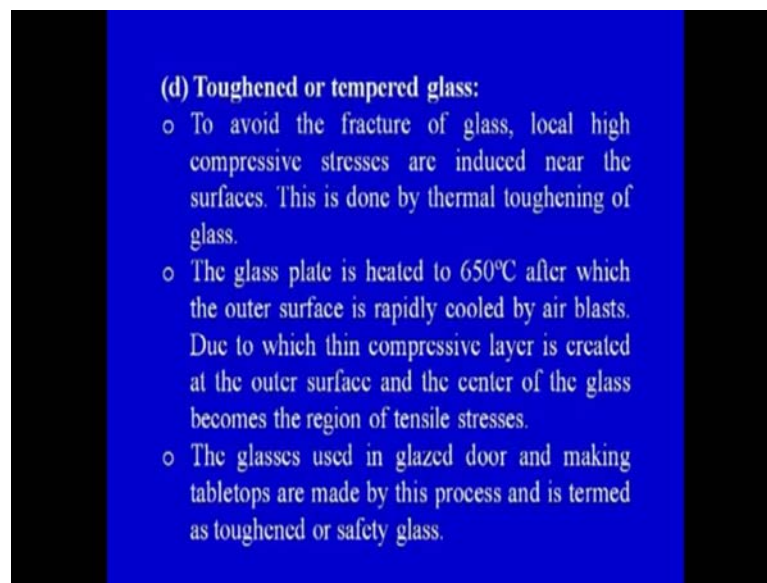 (d) Toughened or tempered glass:
o To avoid the fracture of glass, local high
compressive stresses are induced near the
surfaces. This is done by thermal toughening of
glass.
o The glass plate is heated to 650°C after which
the outer surface is rapidly cooled by air blasts.
Due to which thin compressive layer is created
at the outer surface and the center of the glass
becomes the region of tensile stresses.
o The glasses used in glazed door and making
tabletops are made by this process and is termed
as toughened or safety glass.